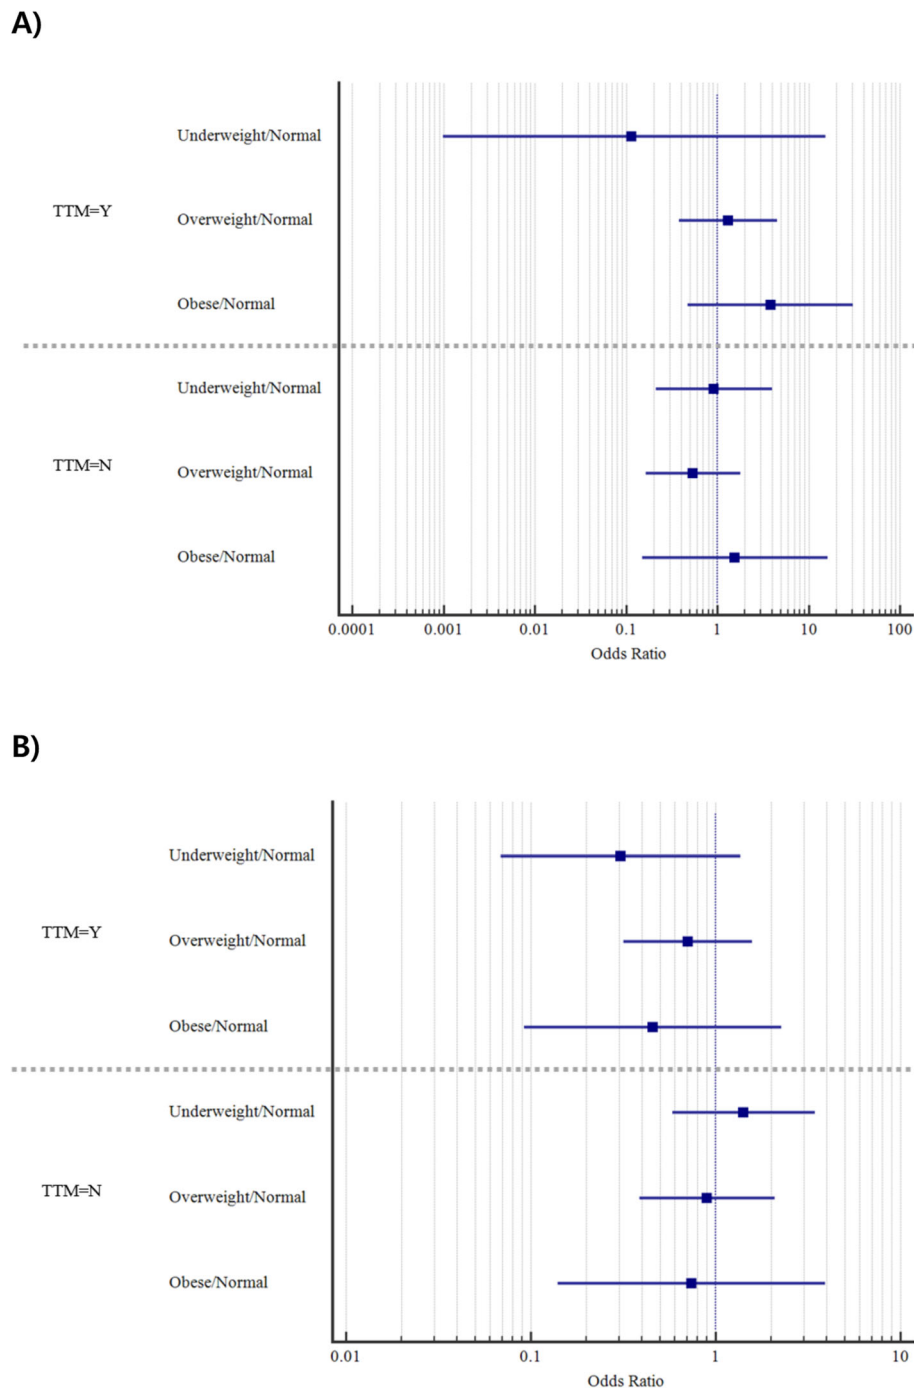 A)
Underweight/Normal
TTM=Y
Overweight/Normal
Obese/Normal
Underweight/Normal
TTM=N
Overweight/Normal
Obese/Normal
0.0001 0.001 0.01 0.1 1 10 100
Odds Ratio
B)
Underweight/Normal
TTM=Y
Overweight/Normal
Obese/Normal
Underweight/Normal
TTM=N
Overweight/Normal
Obese/Normal
0.01 0.1 1 10
Odds Ratio